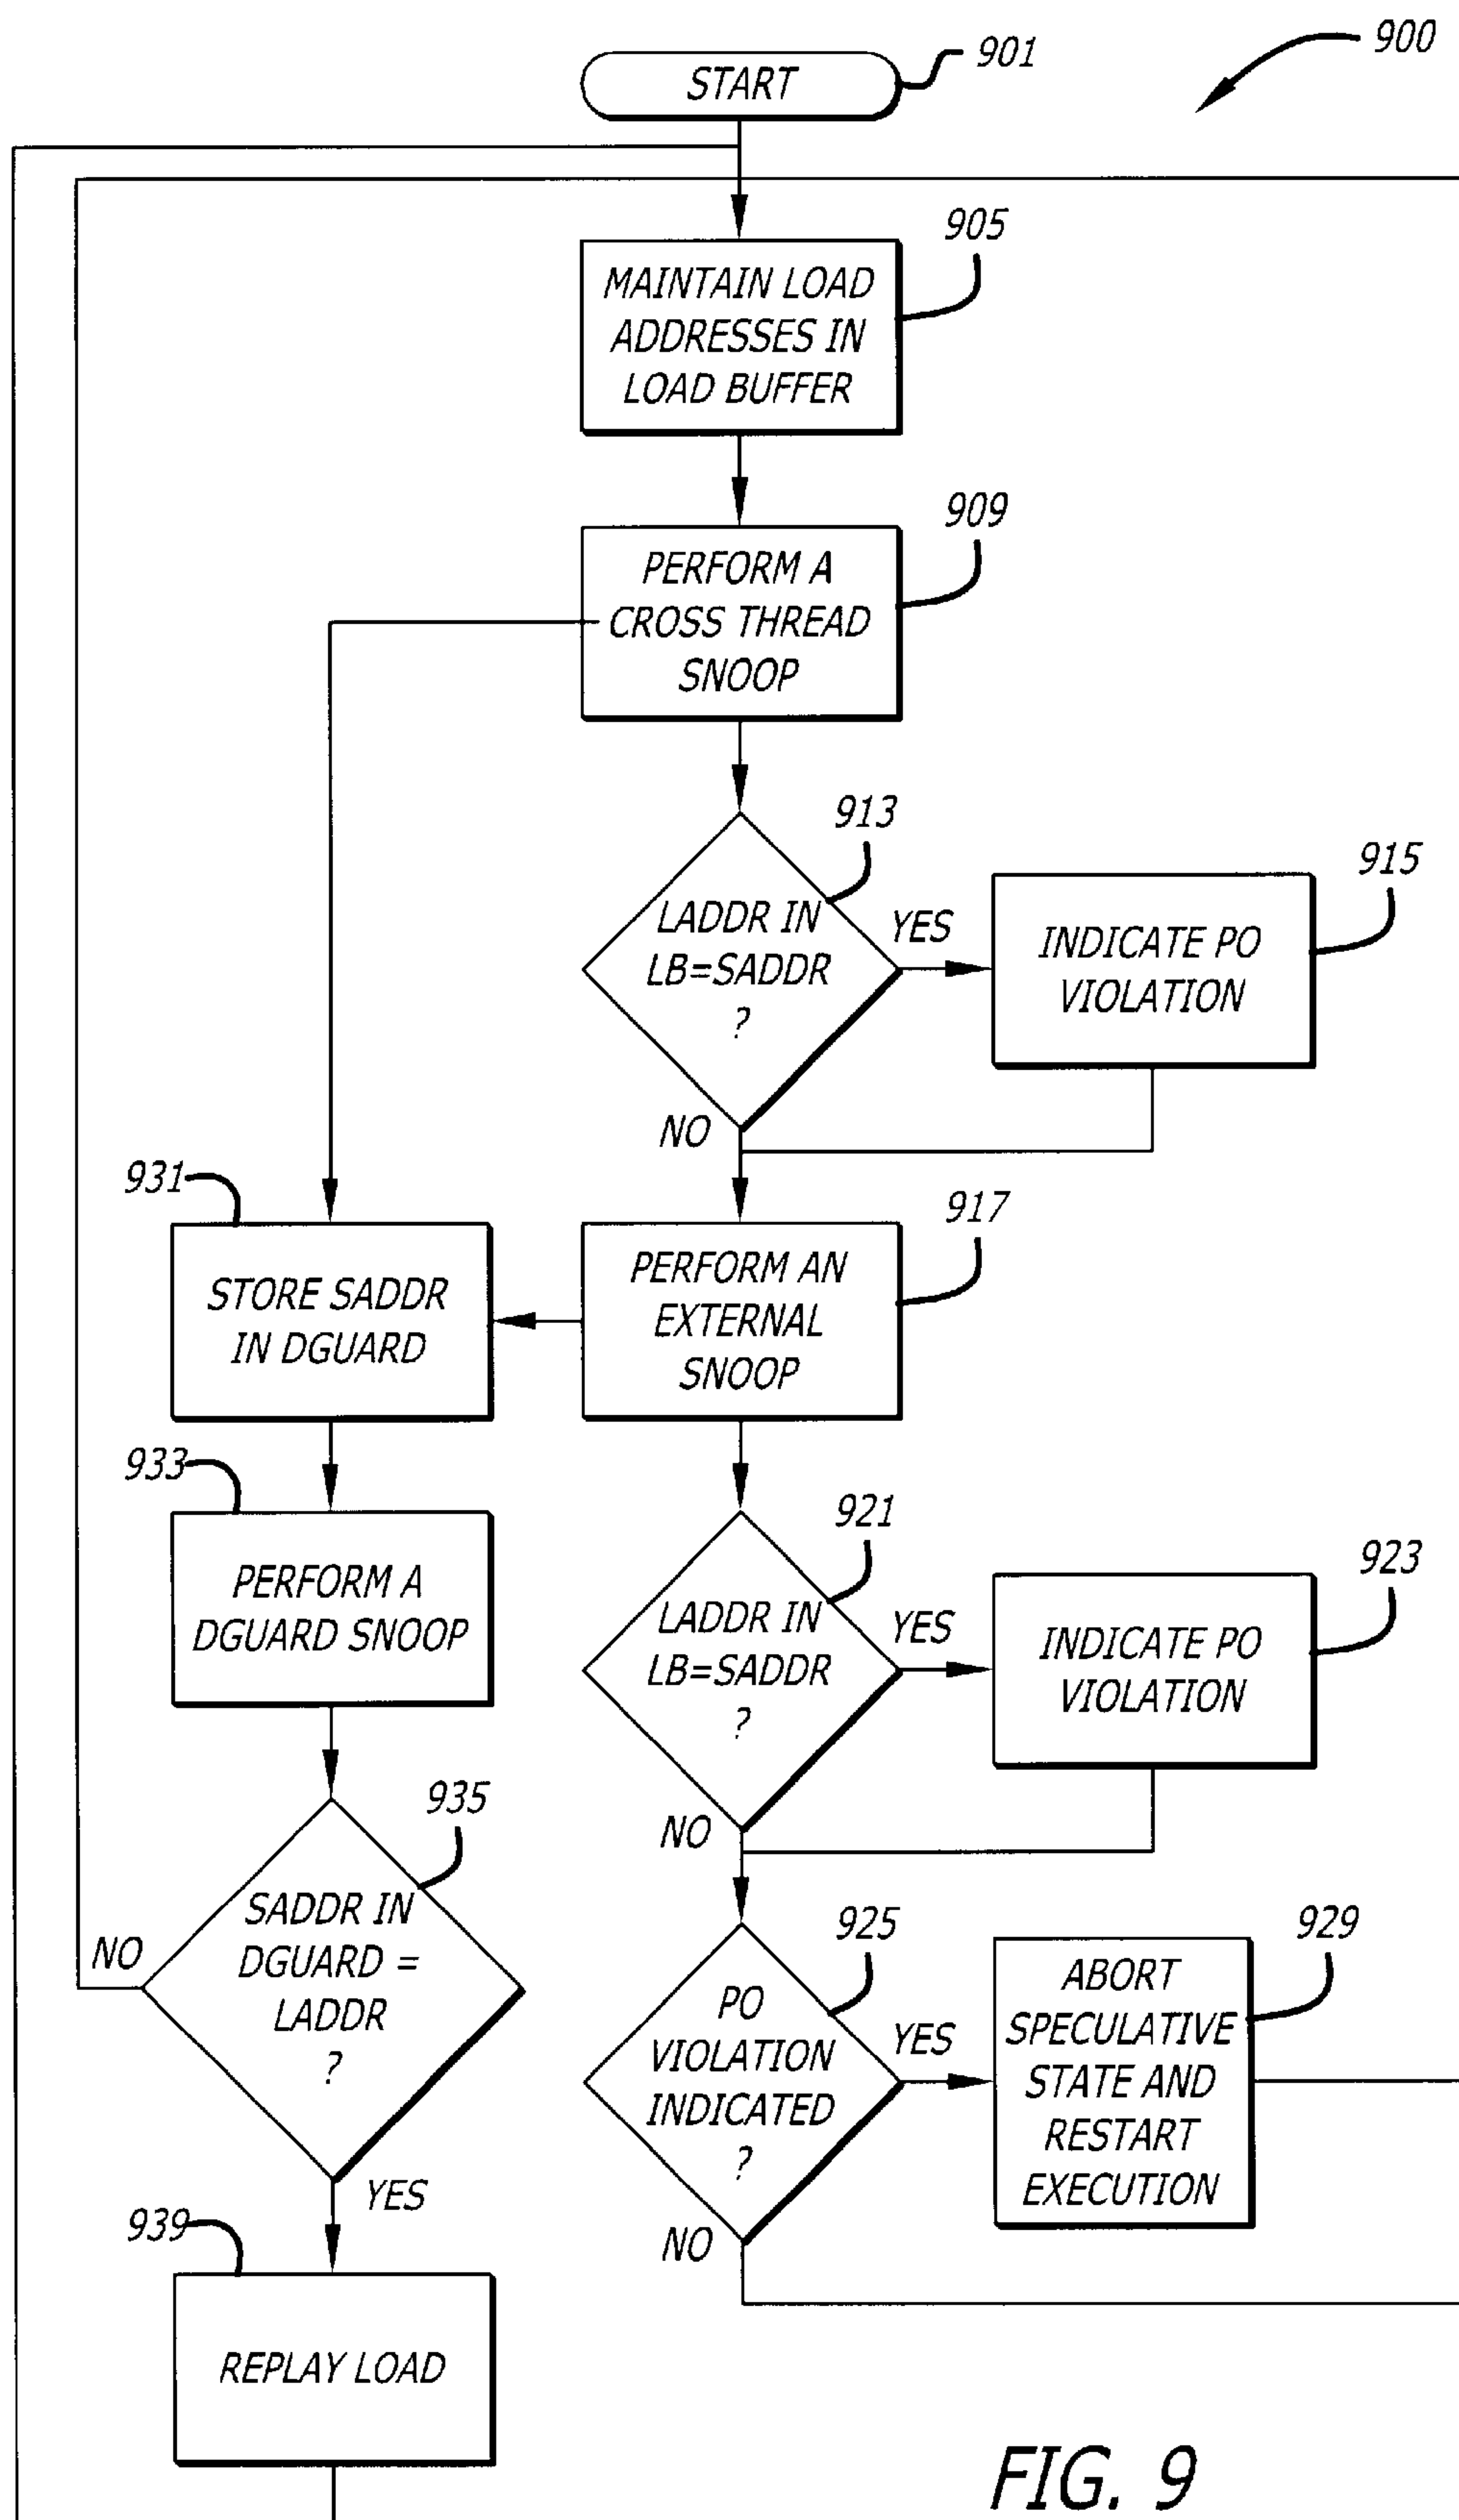 900
START
901
905
MAINTAIN LOAD
ADDRESSES IN
LOAD BUFFER
909
PERFORM A
CROSS THREAD
SNOOP
913
LADDR IN
LB=SADDR
?
YES
NO
915
INDICATE PO
VIOLATION
931
STORE SADDR
IN DGUARD
917
PERFORM AN
EXTERNAL
SNOOP
933
PERFORM A
DGUARD SNOOP
921
LADDR IN
LB=SADDR
?
YES
NO
923
INDICATE PO
VIOLATION
935
SADDR IN
DGUARD =
LADDR
?
NO
YES
925
PO
VIOLATION
INDICATED
?
YES
NO
929
ABORT
SPECULATIVE
STATE AND
RESTART
EXECUTION
939
REPLAY LOAD
FIG. 9